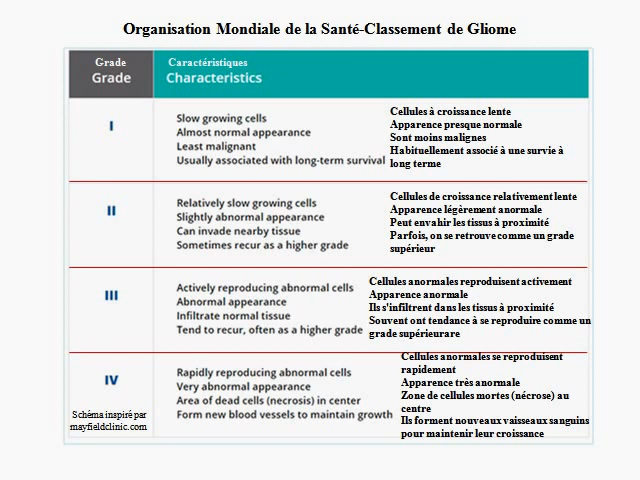 Organisation Mondiale de la Santé-Classement de Gliome
Grade
Caractéristiques
Grade
Characteristics
I
Slow growing cells
Almost normal appearance
Least malignant
Usually associated with long-term survival
Cellules à croissance lente
Apparence presque normale
Sont moins malignes
Habituellement associé à une survie à
long terme
II
Relatively slow growing cells
Slightly abnormal appearance
Can invade nearby tissue
Sometimes recur as a higher grade
Cellules de croissance relativement lente
Apparence légèrement anormale
Peut envahir les tissus à proximité
Parfois, on se retrouve comme un grade
supérieur
III
Actively reproducing abnormal cells
Abnormal appearance
Infiltrate normal tissue
Tend to recur, often as a higher grade
Cellules anormales reproduisent activement
Apparence anormale
Ils s'infiltrent dans les tissus à proximité
Souvent ont tendance à se reproduire comme un
grade supérieurare
IV
Rapidly reproducing abnormal cells
Very abnormal appearance
Area of dead cells (necrosis) in center
Form new blood vessels to maintain growth
Cellules anormales se reproduisent
rapidement
Apparence très anormale
Zone de cellules mortes (nécrose) au
centre
Ils forment nouveaux vaisseaux sanguins
pour maintenir leur croissance
Schéma inspiré par
mayfieldclinic.com